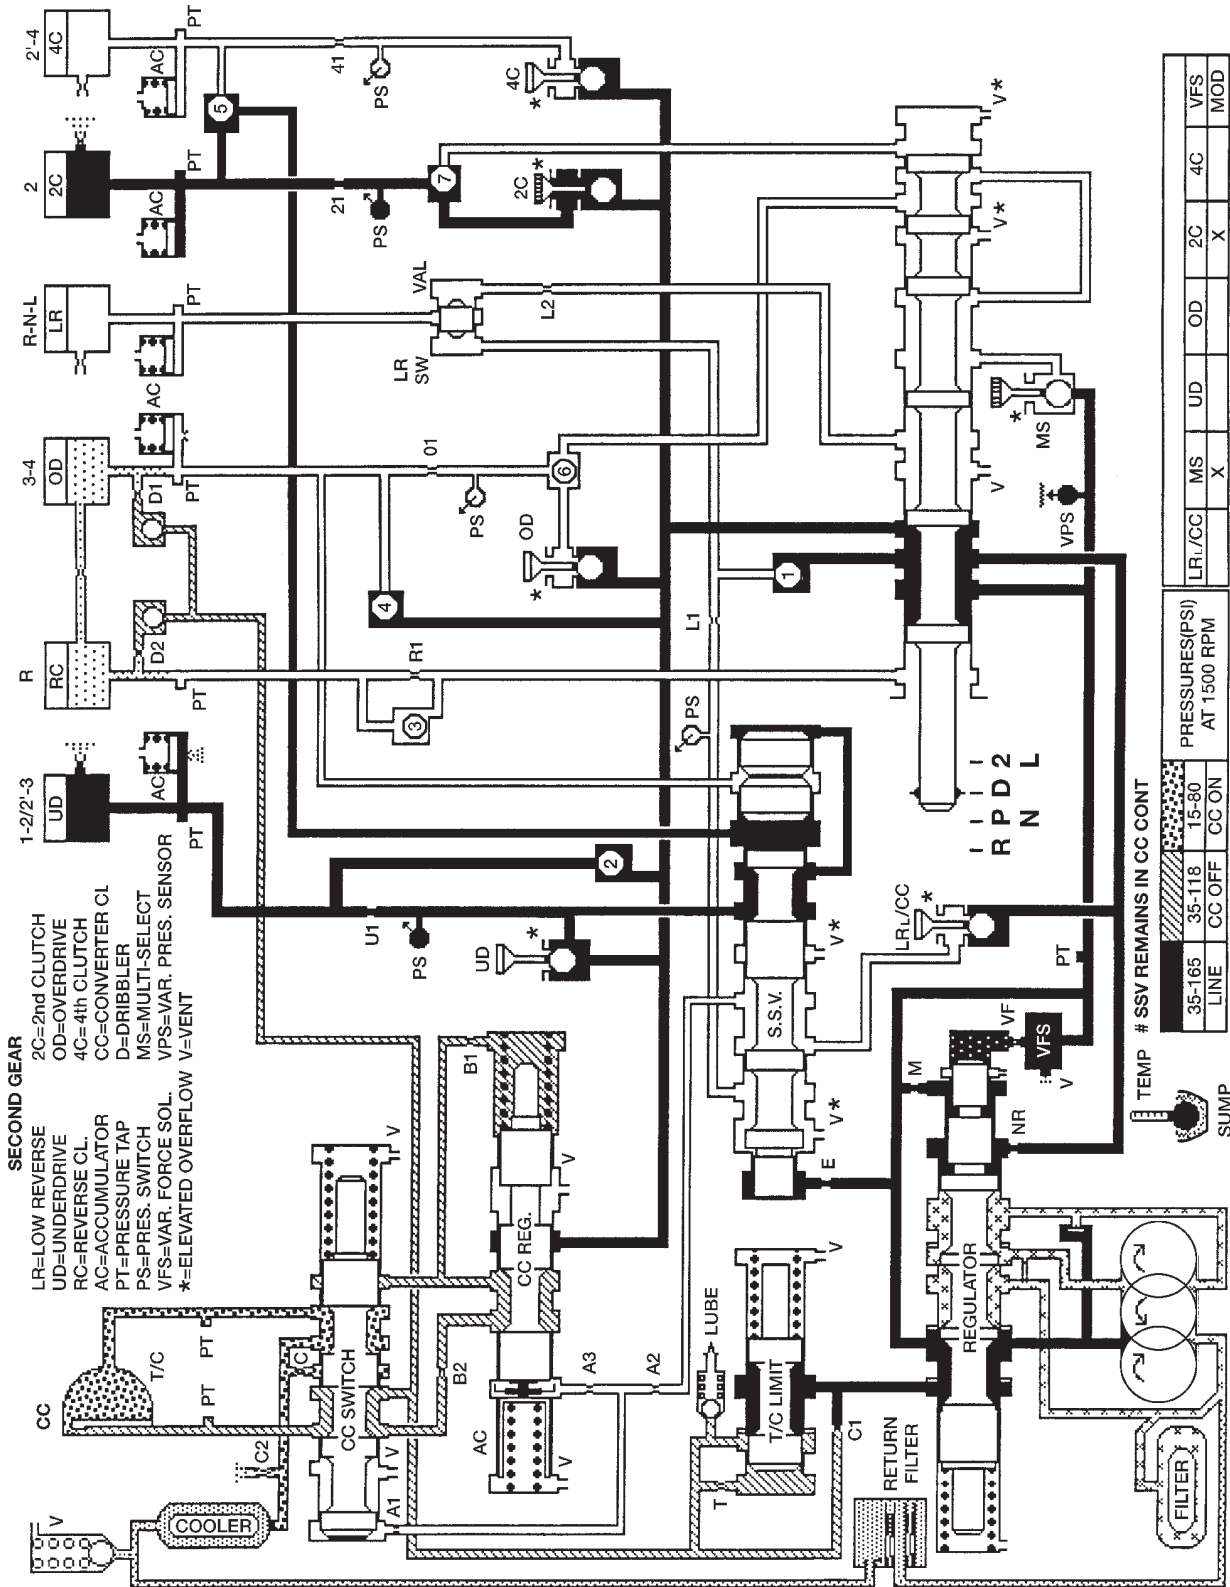 SECOND GEAR
LR=LOW REVERSE
UD=UNDERDRIVE
RC=REVERSE CL.
AC=ACCUMULATOR
PT=PRESSURE TAP
PS=PRES. SWITCH
VFS=VAR. FORCE SOL.
*=ELEVATED OVERFLOW
2C=2nd CLUTCH
OD=OVERDRIVE
4C=4th CLUTCH
CC=CONVERTER CL
D=DRIBBLER
MS=MULTI-SELECT
VPS=VAR. PRES. SENSOR
V=VENT
1-2/2'-3
UD
R
RC
3-4
OD
R-N-L
LR
2
2C
2'-4
4C
AC
PT
PT
D2
D1
PT
AC
AC
PT
AC
PT
AC
PT
V
COOLER
C2
CC
T/C
PT
PT
C
CC SWITCH
V
V
A1
B1
B2
CC REG.
V
AC
V
A3
A2
U1
PS
UD
*
2
3
R1
4
01
PS
OD
*
6
LR
SW
VAL
L2
21
PS
7
2C
*
5
41
PS
4C
*
L1
PS
1
LUBE
T
T/C LIMIT
V
C1
E
S.S.V.
V*
V*
LRL/CC
*
RETURN
FILTER
REGULATOR
NR
M
VF
VFS
V
PT
VPS
MS
*
V
V*
V*
R P D 2
N L
FILTER
SUMP
TEMP
# SSV REMAINS IN CC CONT
35-165
LINE
35-118
CC OFF
15-80
CC ON
PRESSURES(PSI)
AT 1500 RPM
LRL/CC
MS
X
UD
OD
2C
X
4C
VFS
MOD